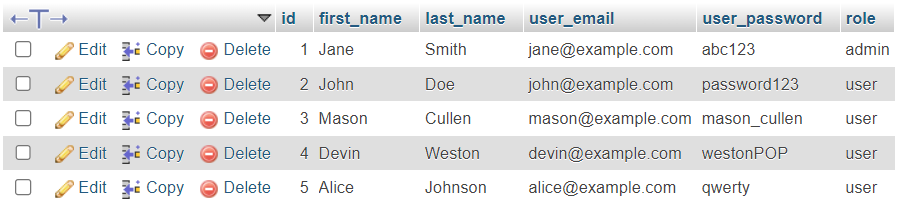 id first_name last_name user_email user_password role
Edit Copy Delete 1 Jane Smith jane@example.com abc123 admin
Edit Copy Delete 2 John Doe john@example.com password123 user
Edit Copy Delete 3 Mason Cullen mason@example.com mason_cullen user
Edit Copy Delete 4 Devin Weston devin@example.com westonPOP user
Edit Copy Delete 5 Alice Johnson alice@example.com qwerty user